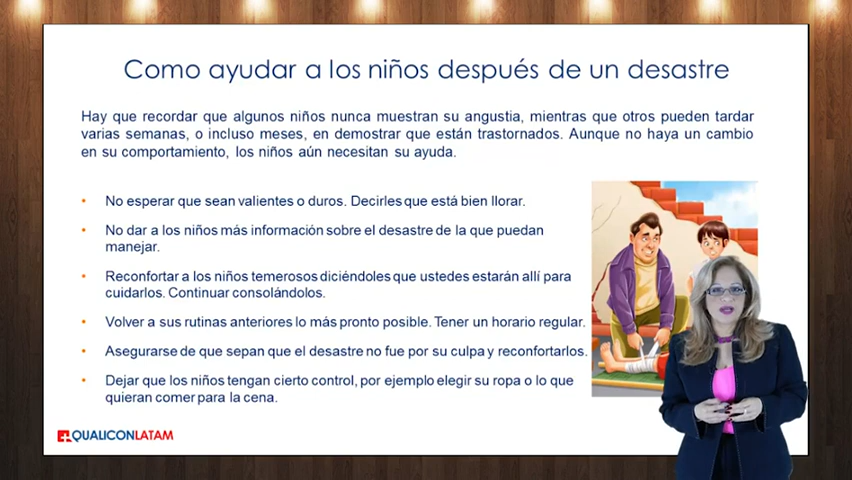 Como ayudar a los niños después de un desastre
Hay que recordar que algunos niños nunca muestran su angustia, mientras que otros pueden tardar
varias semanas, o incluso meses, en demostrar que están trastornados. Aunque no haya un cambio
en su comportamiento, los niños aún necesitan su ayuda.
• No esperar que sean valientes o duros. Decirles que está bien llorar.
• No dar a los niños más información sobre el desastre de la que puedan
manejar.
• Reconfortar a los niños temerosos diciéndoles que ustedes estarán allí para
cuidarlos. Continuar consolándolos.
• Volver a sus rutinas anteriores lo más pronto posible. Tener un horario regular.
• Asegurarse de que sepan que el desastre no fue por su culpa y reconfortarlos.
• Dejar que los niños tengan cierto control, por ejemplo elegir su ropa o lo que
quieran comer para la cena.
QUALICONLATAM